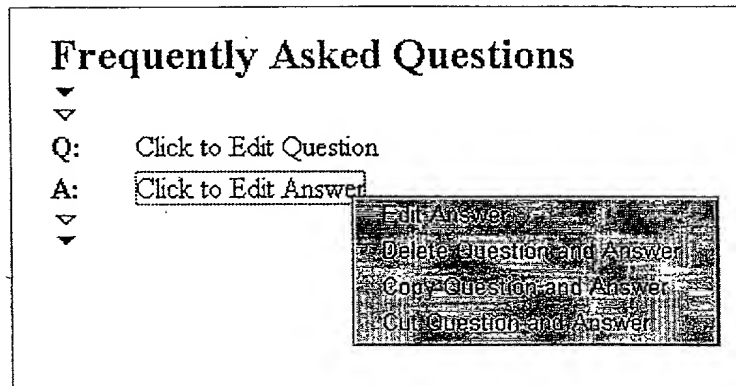 Frequently Asked Questions
Q: Click to Edit Question
A: Click to Edit Answer
Edit Answer
Delete Question and Answer
Copy Question and Answer
Cut Question and Answer